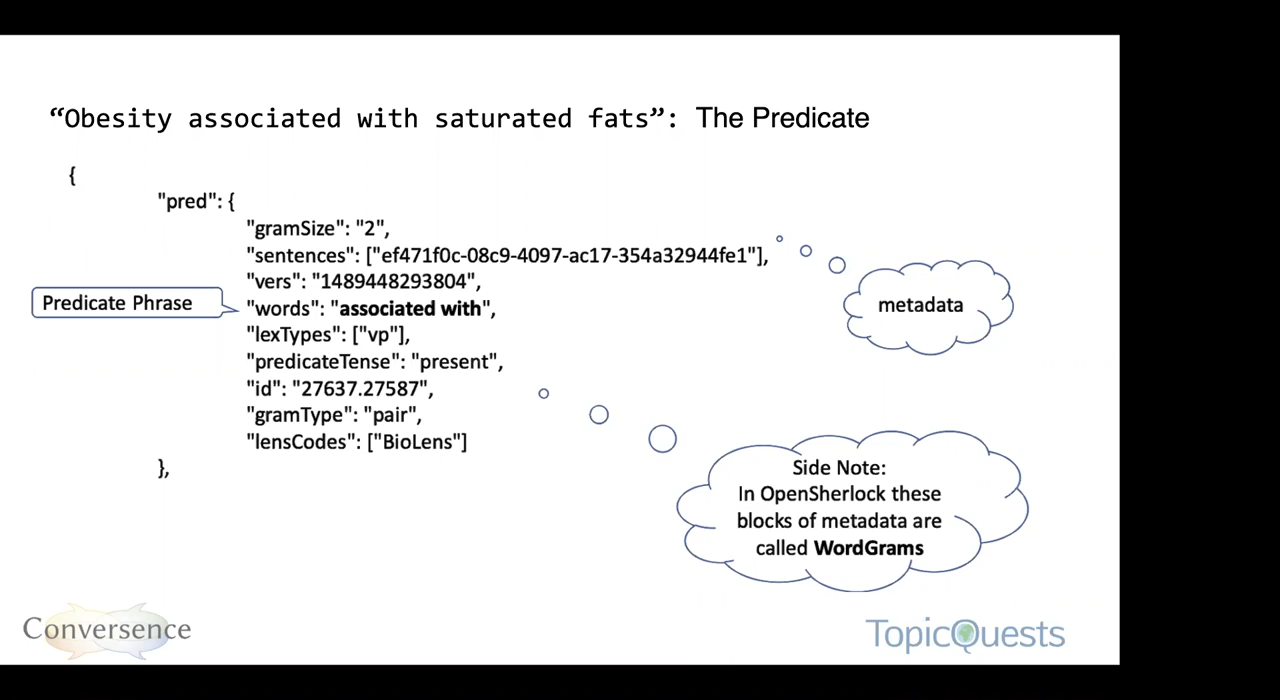 “Obesity associated with saturated fats”: The Predicate
{
"pred": {
"gramSize": "2",
"sentences": ["ef471f0c-08c9-4097-ac17-354a32944fe1"],
"vers": "1489448293804",
Predicate Phrase
"words": "associated with",
"lexTypes": ["vp"],
"predicateTense": "present",
"id": "27637.27587",
"gramType": "pair",
"lensCodes": ["BioLens"]
},
metadata
Side Note:
In OpenSherlock these
blocks of metadata are
called WordGrams
Conversence
TopicQuests